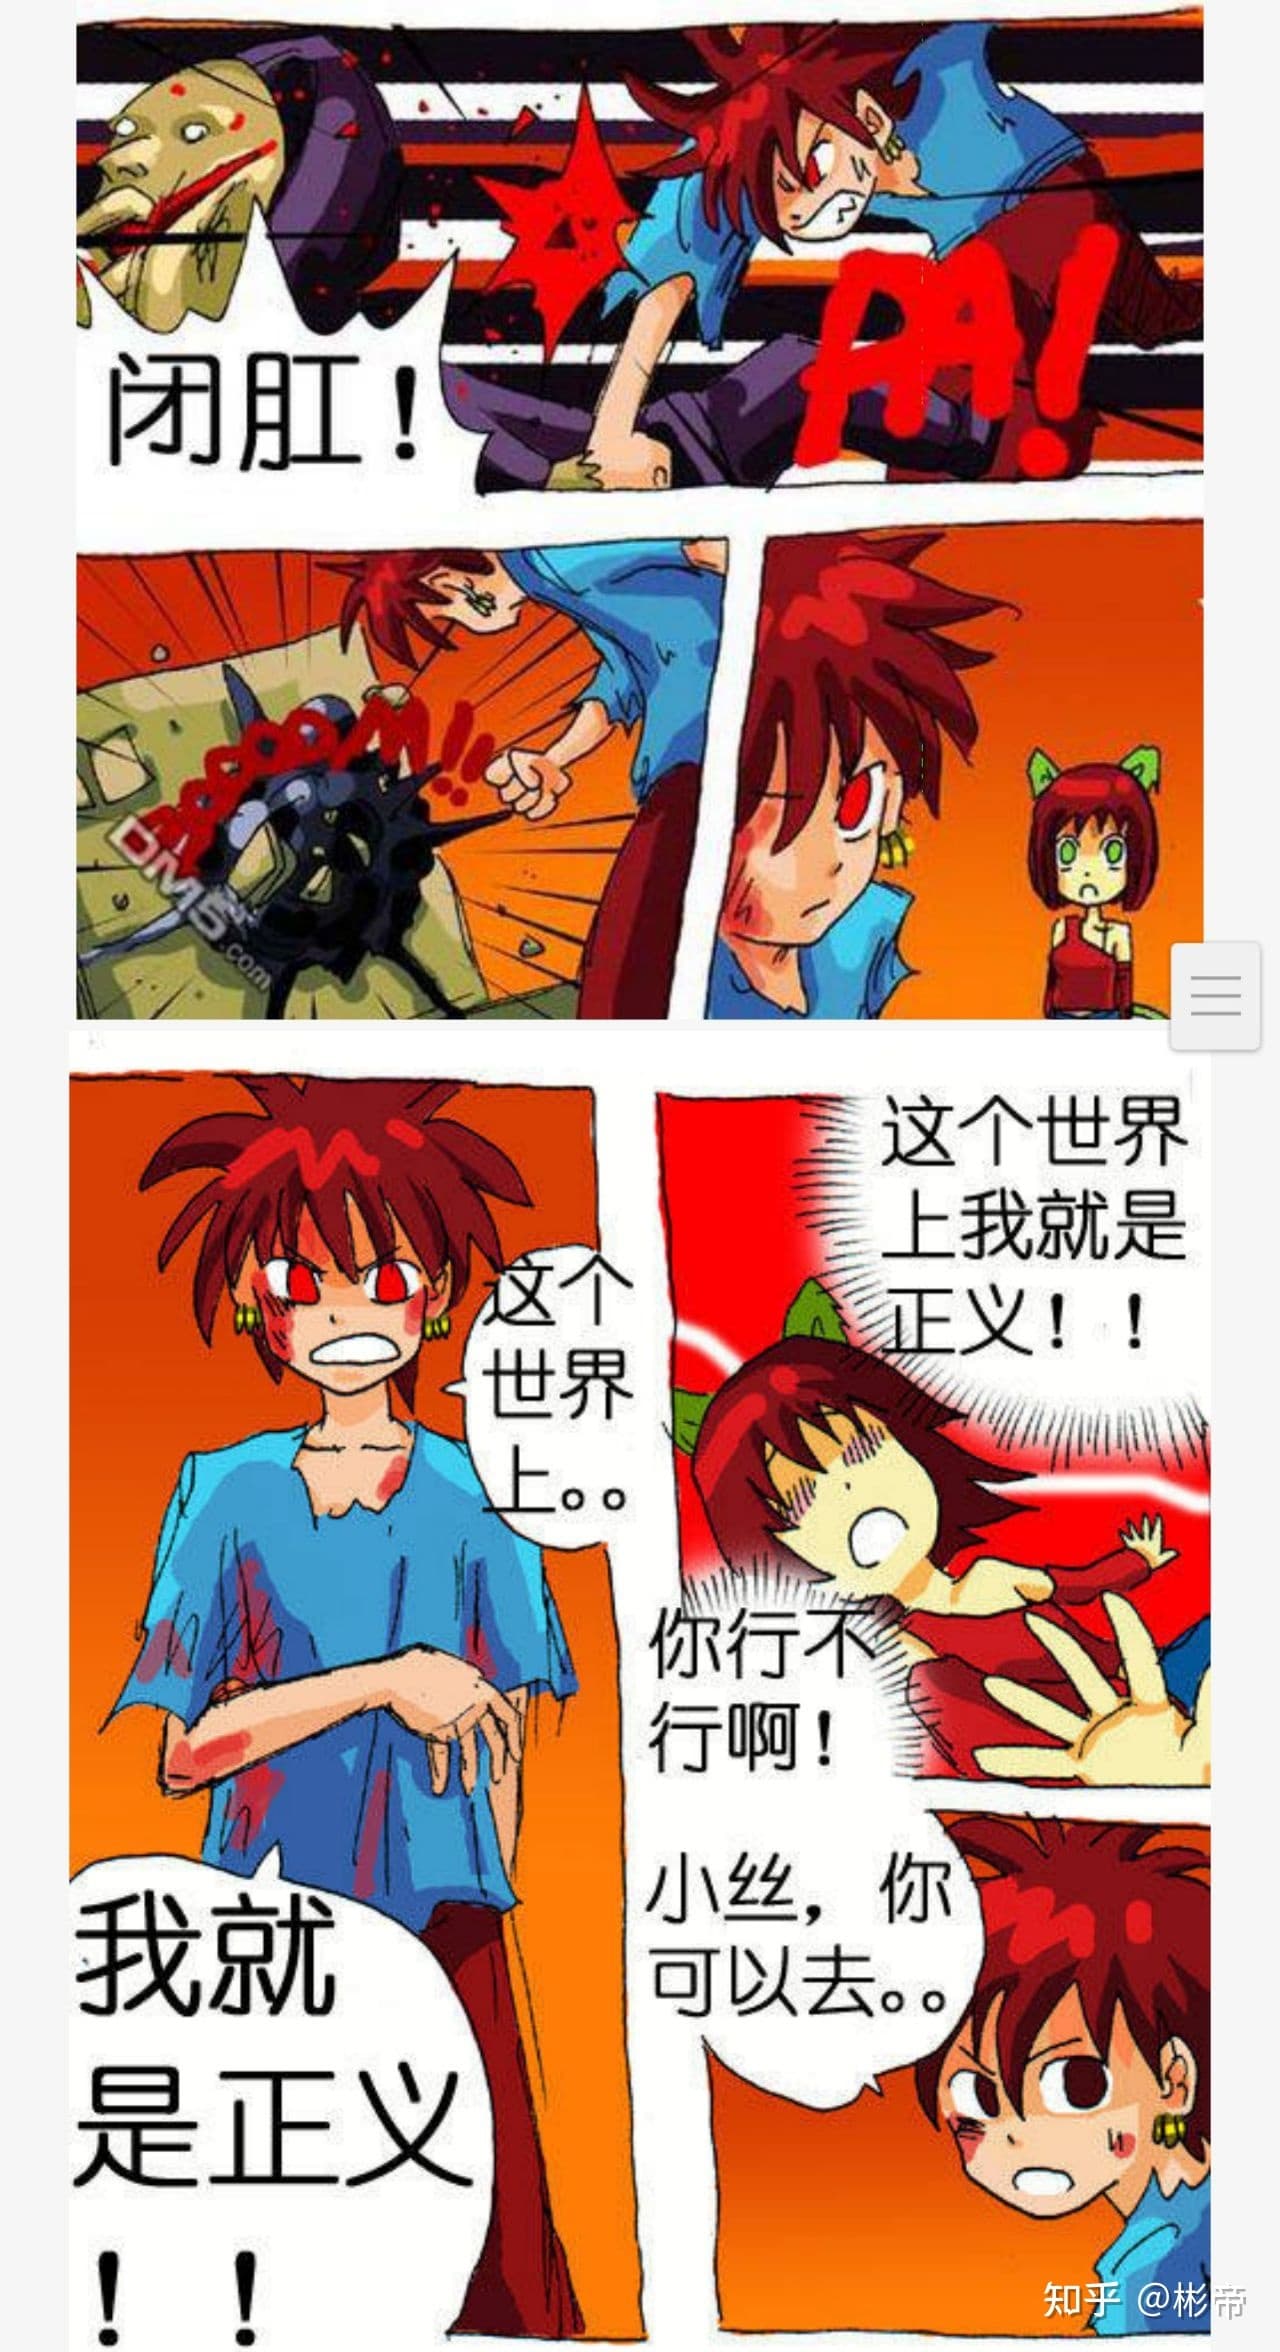 PA!
闭肛！
BOOOOM!!
DM5.com
这个
世界
上。。
我就
是正义
！！
这个世界
上我就是
正义！！
你行不
行啊！
小丝，你
可以去。。
知乎 @彬帝